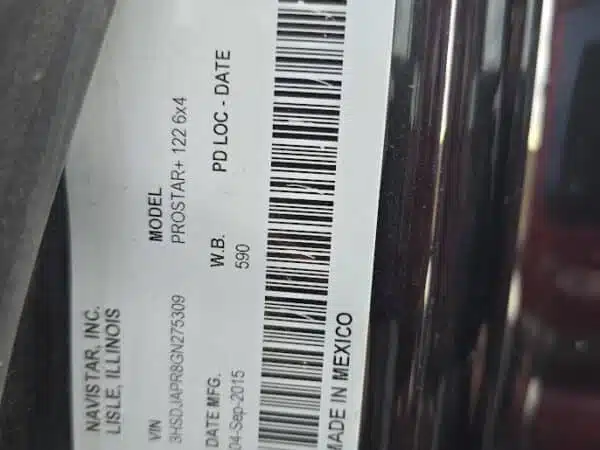 NAVISTAR, INC.
LISLE, ILLINOIS
VIN MODEL
3HSDJAPR8GN275309 PROSTAR+ 122 6x4
DATE MFG. W.B. PD LOC - DATE
04-Sep-2015 590
MADE IN MEXICO